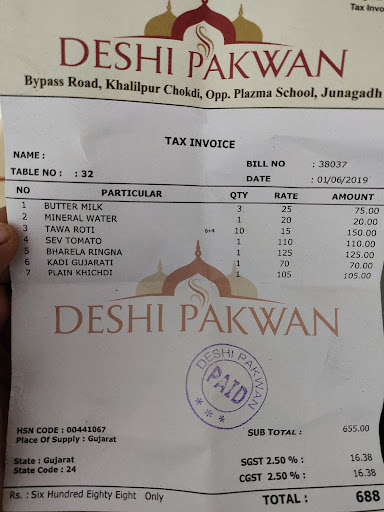 Tax Invo
DESHI PAKWAN
Bypass Road, Khalilpur Chokdi, Opp. Plazma School, Junagadh
TAX INVOICE
NAME :
BILL NO : 38037
TABLE NO : : 32
DATE : 01/06/2019
NO PARTICULAR QTY RATE AMOUNT
1 BUTTER MILK 3 25 75.00
2 MINERAL WATER 1 20 20.00
3 TAWA ROTI 6+4 10 15 150.00
4 SEV TOMATO 1 110 110.00
5 BHARELA RINGNA 1 125 125.00
6 KADI GUJARATI 1 70 70.00
7 PLAIN KHICHDI 1 105 105.00
DESHI PAKWAN
DESHI PAKWAN
PAID
***
HSN CODE : 00441067
Place Of Supply : Gujarat
SUB TOTAL : 655.00
State : Gujarat
SGST 2.50 % : 16.38
State Code : 24
CGST 2.50 % : 16.38
Rs. : Six Hundred Eighty Eight Only
TOTAL : 688